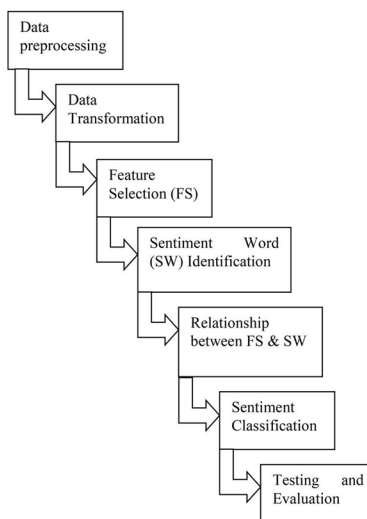 Data
preprocessing
Data
Transformation
Feature
Selection (FS)
Sentiment Word
(SW) Identification
Relationship
between FS & SW
Sentiment
Classification
Testing and
Evaluation